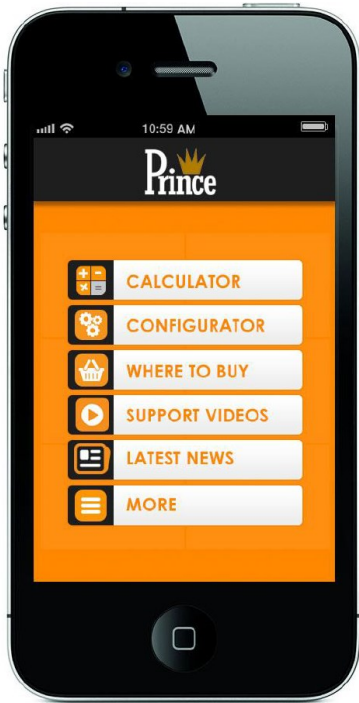 10:59 AM
Prince
CALCULATOR
CONFIGURATOR
WHERE TO BUY
SUPPORT VIDEOS
LATEST NEWS
MORE